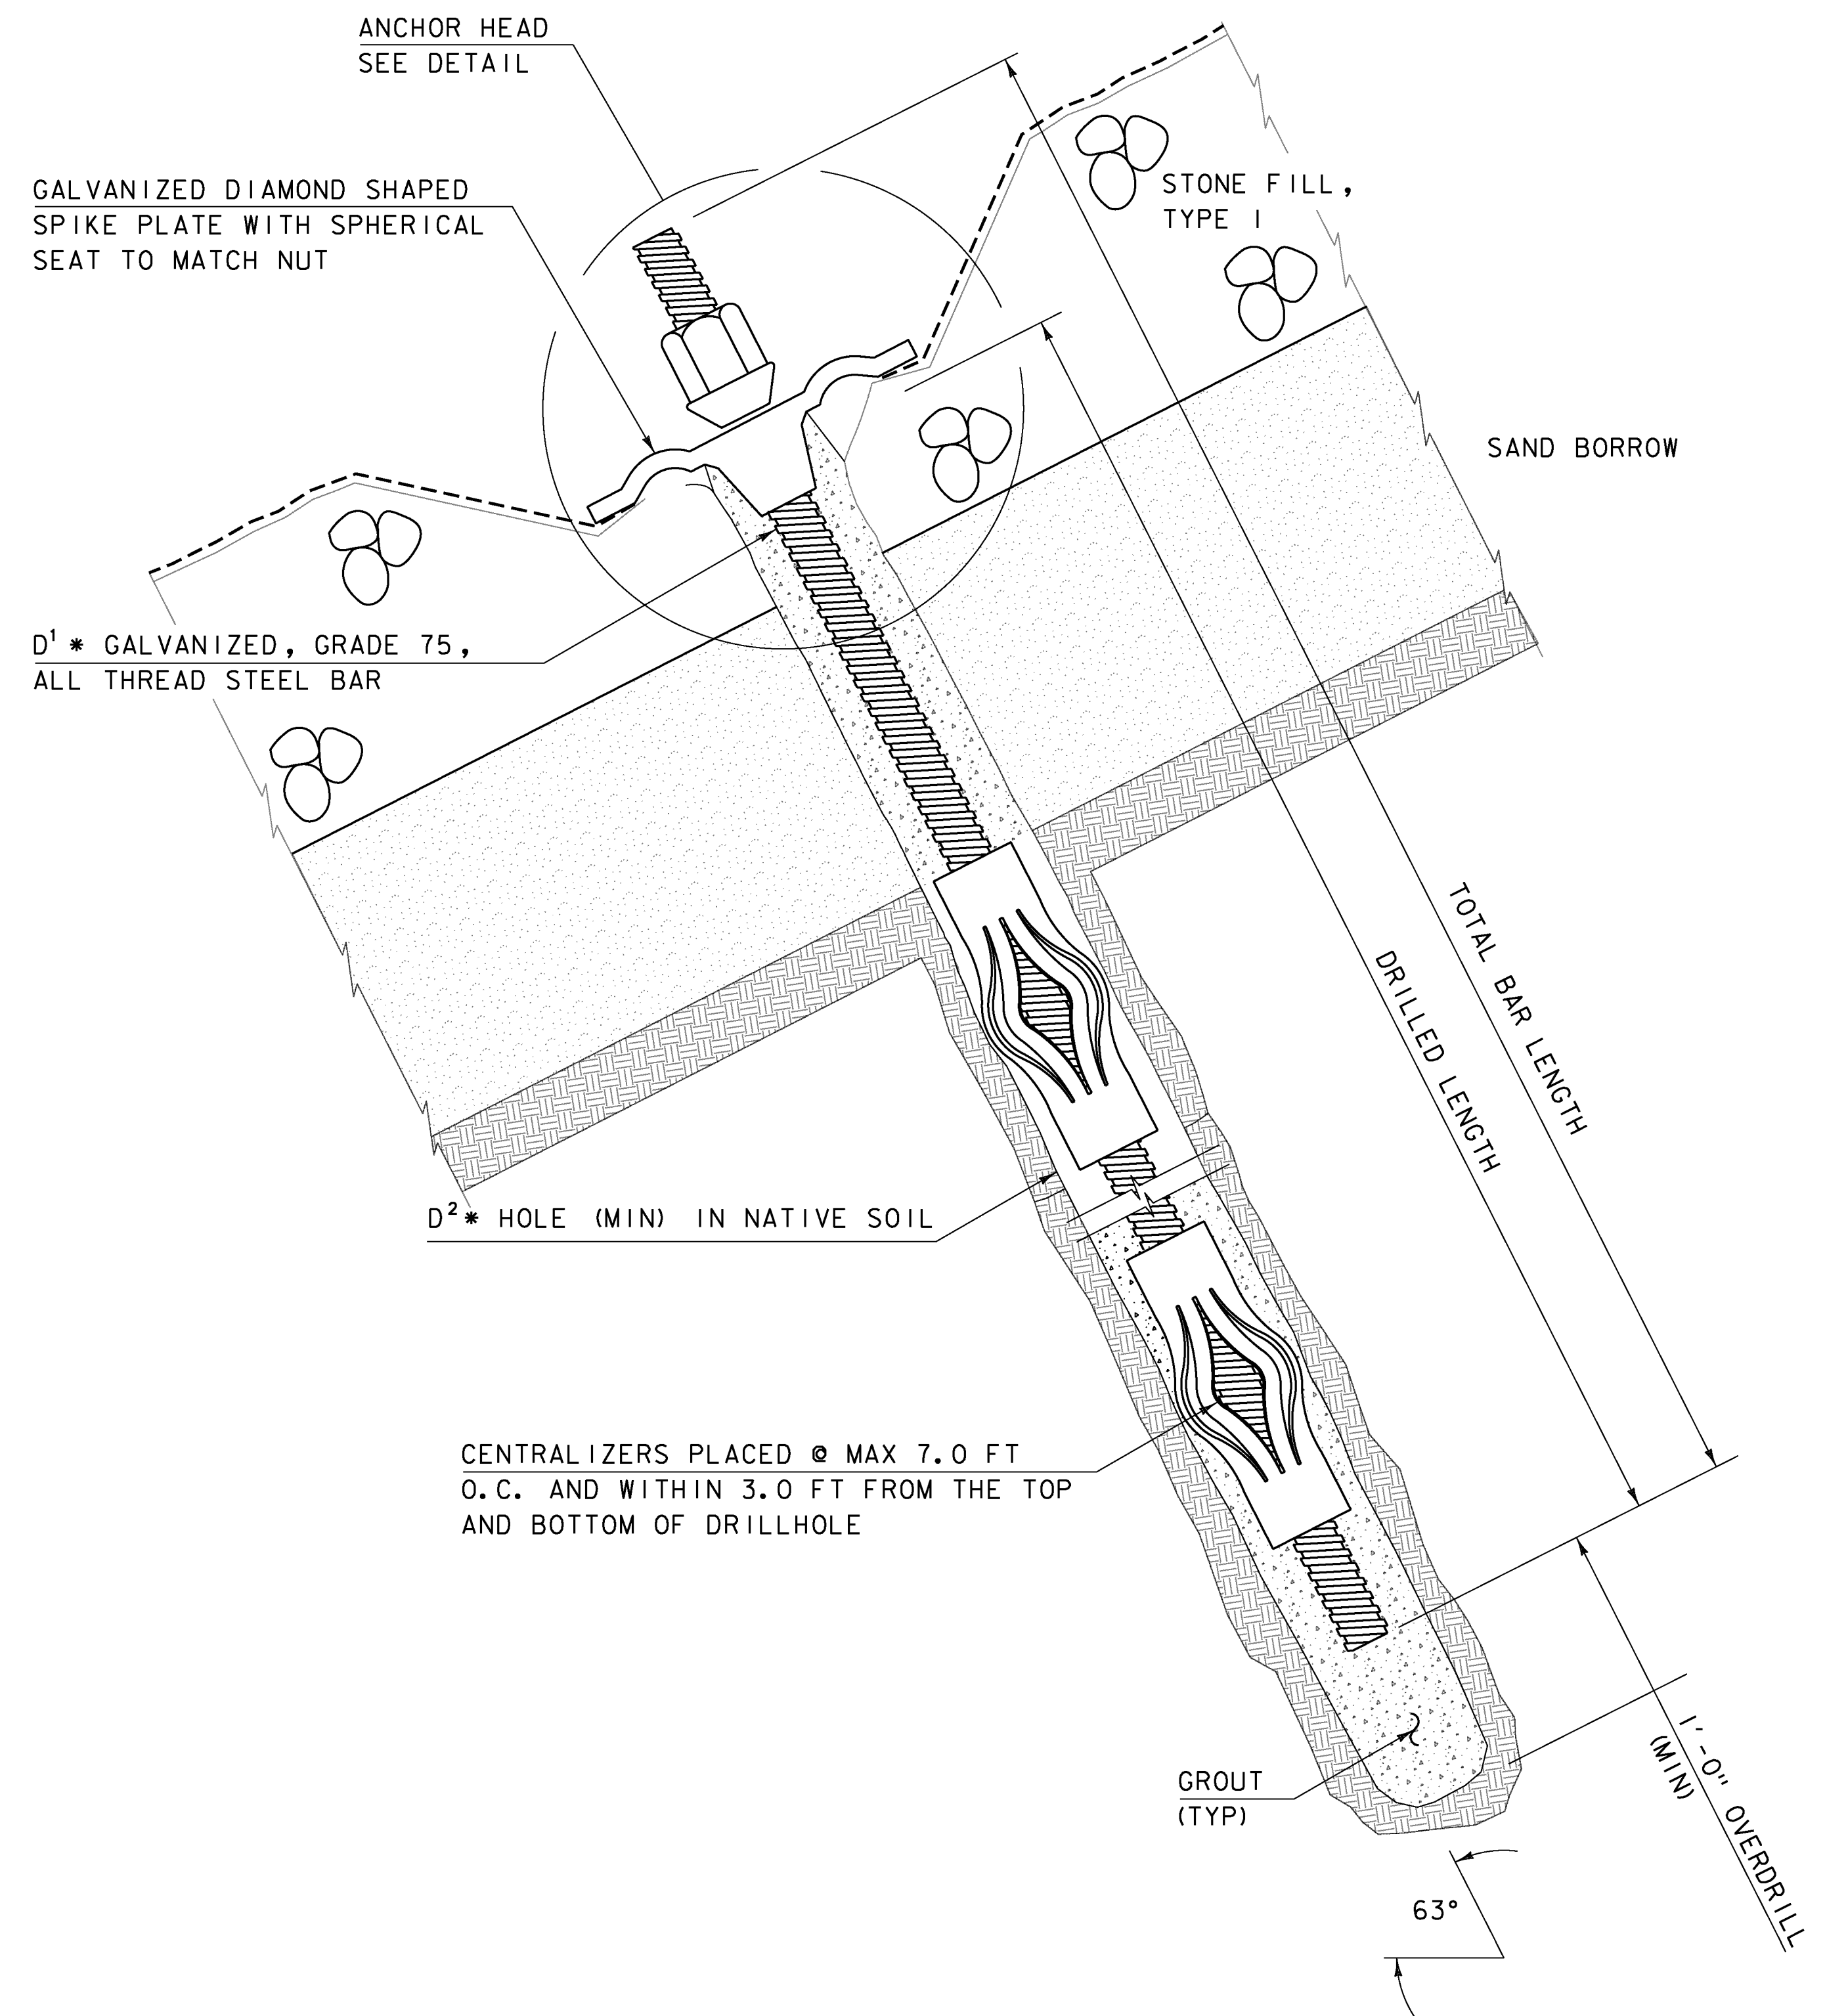 ANCHOR HEAD
SEE DETAIL
GALVANIZED DIAMOND SHAPED
SPIKE PLATE WITH SPHERICAL
SEAT TO MATCH NUT
STONE FILL,
TYPE I
SAND BORROW
D¹ * GALVANIZED, GRADE 75,
ALL THREAD STEEL BAR
TOTAL BAR LENGTH
DRILLED LENGTH
D²* HOLE (MIN) IN NATIVE SOIL
CENTRALIZERS PLACED @ MAX 7.0 FT
O.C. AND WITHIN 3.0 FT FROM THE TOP
AND BOTTOM OF DRILLHOLE
GROUT
(TYP)
1'-0" OVERDRILL
(MIN)
63°